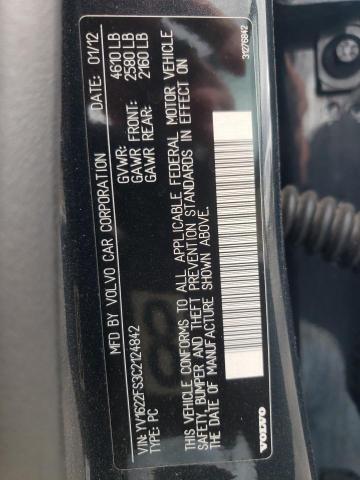 MFD BY VOLVO CAR CORPORATION DATE: 01/12
GVWR: 4610 LB
GAWR FRONT: 2580 LB
GAWR REAR: 2160 LB
VIN: YV1622FS3C2124842
TYPE: PC
THIS VEHICLE CONFORMS TO ALL APPLICABLE FEDERAL MOTOR VEHICLE
SAFETY, BUMPER AND THEFT PREVENTION STANDARDS IN EFFECT ON
THE DATE OF MANUFACTURE SHOWN ABOVE.
VOLVO
31276842